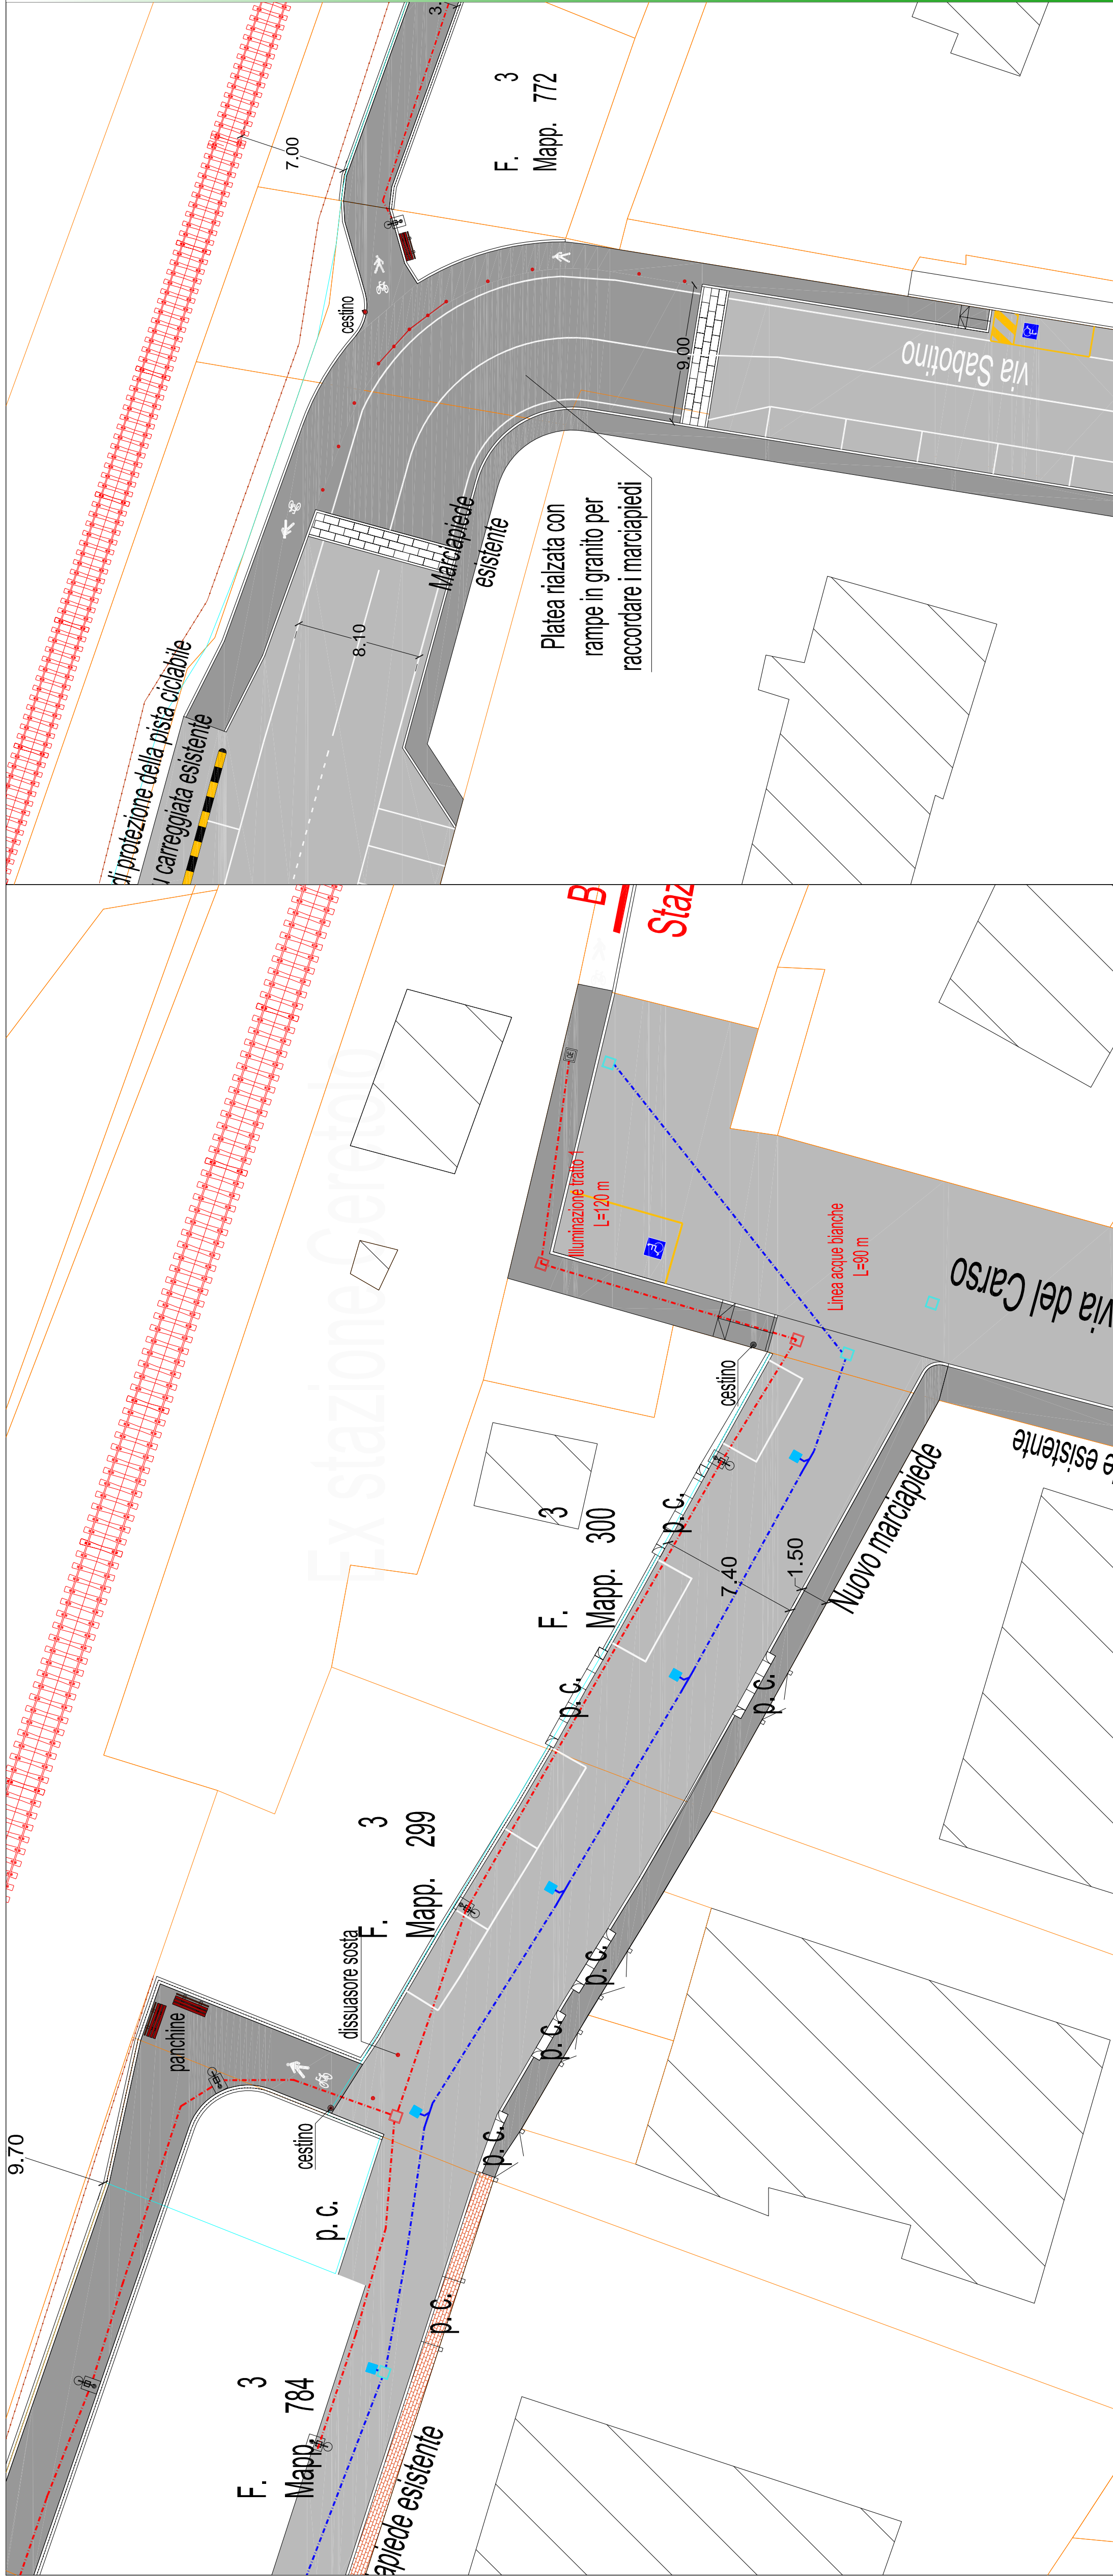 3.
7.00
F. 3
Mapp. 772
cestino
9.00
via Sabotino
Marciapiede
esistente
Platea rialzata con
rampe in granito per
raccordare i marciapiedi
8.10
di protezione della pista ciclabile
u carreggiata esistente
B
Staz
Ex stazione Cereto
Illuminazione tratto 1
L=120 m
Linea acque bianche
L=90 m
via del Carso
cestino
e esistente
Nuovo marciapiede
F. 3
Mapp. 300
p. c.
7.40
1.50
p. c.
p. c.
F. 3
Mapp. 299
dissuasore sosta
panchine
p. c.
p. c.
cestino
p. c.
9.70
p. c.
p. c.
F. 3
Mapp. 784
apiede esistente